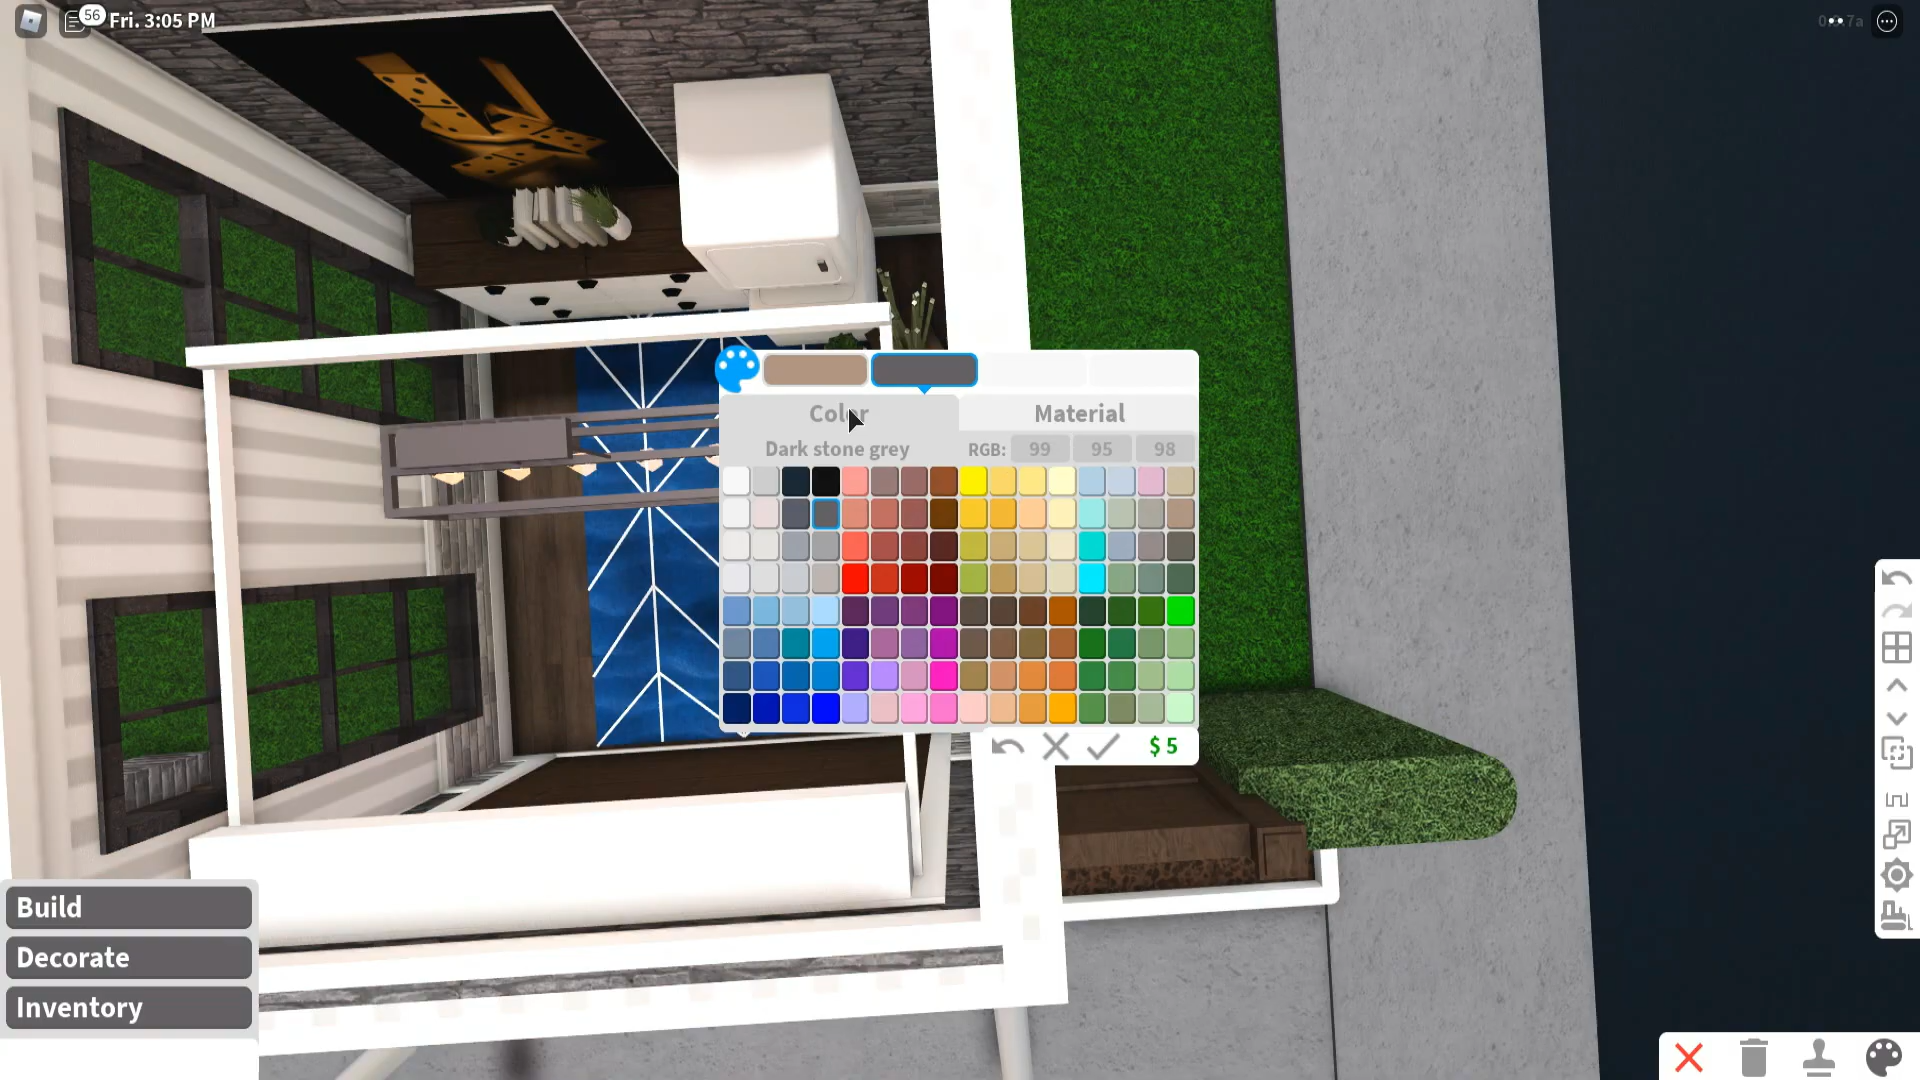 56 Fri. 3:05 PM
Color Material
Dark stone grey RGB: 99 95 98
$ 5
Build
Decorate
Inventory